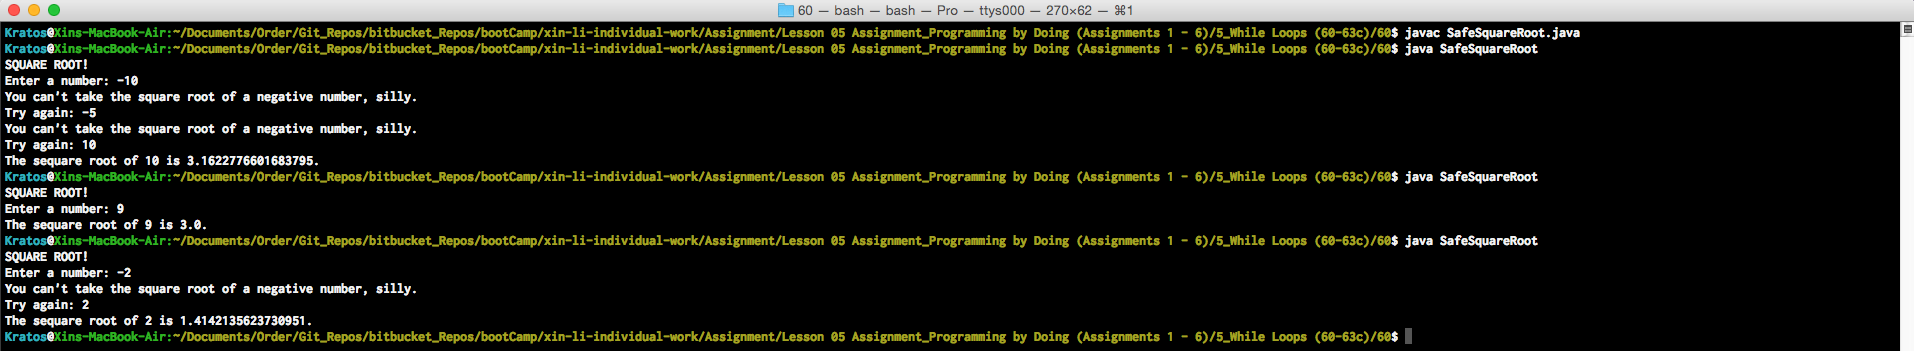 60 — bash — bash — Pro — ttys000 — 270×62 — ⌘1
Kratos@Xins-MacBook-Air:~/Documents/Order/Git_Repos/bitbucket_Repos/bootCamp/xin-li-individual-work/Assignment/Lesson 05 Assignment_Programming by Doing (Assignments 1 - 6)/5_While Loops (60-63c)/60$ javac SafeSquareRoot.java
Kratos@Xins-MacBook-Air:~/Documents/Order/Git_Repos/bitbucket_Repos/bootCamp/xin-li-individual-work/Assignment/Lesson 05 Assignment_Programming by Doing (Assignments 1 - 6)/5_While Loops (60-63c)/60$ java SafeSquareRoot
SQUARE ROOT!
Enter a number: -10
You can't take the square root of a negative number, silly.
Try again: -5
You can't take the square root of a negative number, silly.
Try again: 10
The sequare root of 10 is 3.1622776601683795.
Kratos@Xins-MacBook-Air:~/Documents/Order/Git_Repos/bitbucket_Repos/bootCamp/xin-li-individual-work/Assignment/Lesson 05 Assignment_Programming by Doing (Assignments 1 - 6)/5_While Loops (60-63c)/60$ java SafeSquareRoot
SQUARE ROOT!
Enter a number: 9
The sequare root of 9 is 3.0.
Kratos@Xins-MacBook-Air:~/Documents/Order/Git_Repos/bitbucket_Repos/bootCamp/xin-li-individual-work/Assignment/Lesson 05 Assignment_Programming by Doing (Assignments 1 - 6)/5_While Loops (60-63c)/60$ java SafeSquareRoot
SQUARE ROOT!
Enter a number: -2
You can't take the square root of a negative number, silly.
Try again: 2
The sequare root of 2 is 1.4142135623730951.
Kratos@Xins-MacBook-Air:~/Documents/Order/Git_Repos/bitbucket_Repos/bootCamp/xin-li-individual-work/Assignment/Lesson 05 Assignment_Programming by Doing (Assignments 1 - 6)/5_While Loops (60-63c)/60$